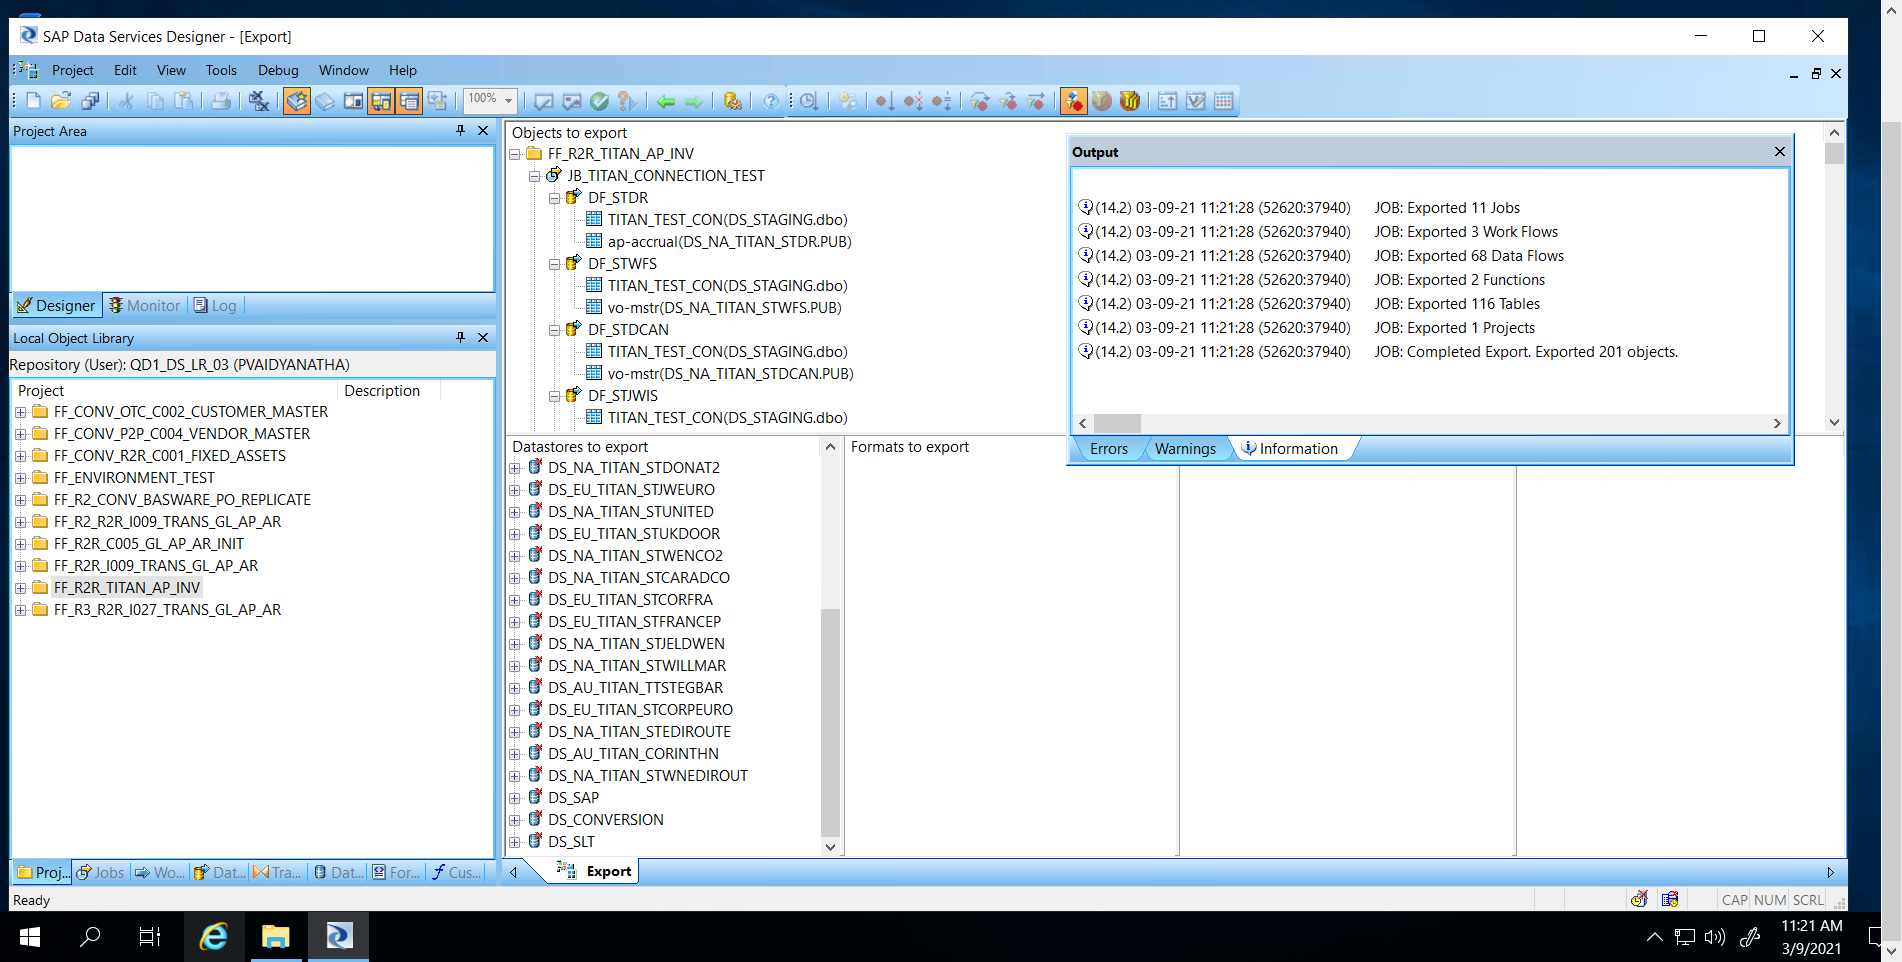 SAP Data Services Designer - [Export]
Project Edit View Tools Debug Window Help
100%
Project Area
Designer Monitor Log
Local Object Library
Repository (User): QD1_DS_LR_03 (PVAIDYANATHA)
Project Description
FF_CONV_OTC_C002_CUSTOMER_MASTER
FF_CONV_P2P_C004_VENDOR_MASTER
FF_CONV_R2R_C001_FIXED_ASSETS
FF_ENVIRONMENT_TEST
FF_R2_CONV_BASWARE_PO_REPLICATE
FF_R2_R2R_I009_TRANS_GL_AP_AR
FF_R2R_C005_GL_AP_AR_INIT
FF_R2R_I009_TRANS_GL_AP_AR
FF_R2R_TITAN_AP_INV
FF_R3_R2R_I027_TRANS_GL_AP_AR
Proj... Jobs Wo... Dat... Tra... Dat... For... Cus...
Objects to export
FF_R2R_TITAN_AP_INV
JB_TITAN_CONNECTION_TEST
DF_STDR
TITAN_TEST_CON(DS_STAGING.dbo)
ap-accrual(DS_NA_TITAN_STDR.PUB)
DF_STWFS
TITAN_TEST_CON(DS_STAGING.dbo)
vo-mstr(DS_NA_TITAN_STWFS.PUB)
DF_STDCAN
TITAN_TEST_CON(DS_STAGING.dbo)
vo-mstr(DS_NA_TITAN_STDCAN.PUB)
DF_STJWIS
TITAN_TEST_CON(DS_STAGING.dbo)
Output
(14.2) 03-09-21 11:21:28 (52620:37940) JOB: Exported 11 Jobs
(14.2) 03-09-21 11:21:28 (52620:37940) JOB: Exported 3 Work Flows
(14.2) 03-09-21 11:21:28 (52620:37940) JOB: Exported 68 Data Flows
(14.2) 03-09-21 11:21:28 (52620:37940) JOB: Exported 2 Functions
(14.2) 03-09-21 11:21:28 (52620:37940) JOB: Exported 116 Tables
(14.2) 03-09-21 11:21:28 (52620:37940) JOB: Exported 1 Projects
(14.2) 03-09-21 11:21:28 (52620:37940) JOB: Completed Export. Exported 201 objects.
Errors Warnings Information
Datastores to export
DS_NA_TITAN_STDONAT2
DS_EU_TITAN_STJWEURO
DS_NA_TITAN_STUNITED
DS_EU_TITAN_STUKDOOR
DS_NA_TITAN_STWENCO2
DS_NA_TITAN_STCARADCO
DS_EU_TITAN_STCORFRA
DS_EU_TITAN_STFRANCEP
DS_NA_TITAN_STJELDWEN
DS_NA_TITAN_STWILLMAR
DS_AU_TITAN_TTSTEGBAR
DS_EU_TITAN_STCORPEURO
DS_NA_TITAN_STEDIROUTE
DS_AU_TITAN_CORINTHN
DS_NA_TITAN_STWNEDIROUT
DS_SAP
DS_CONVERSION
DS_SLT
Formats to export
Export
Ready
CAP NUM SCRL
11:21 AM
3/9/2021